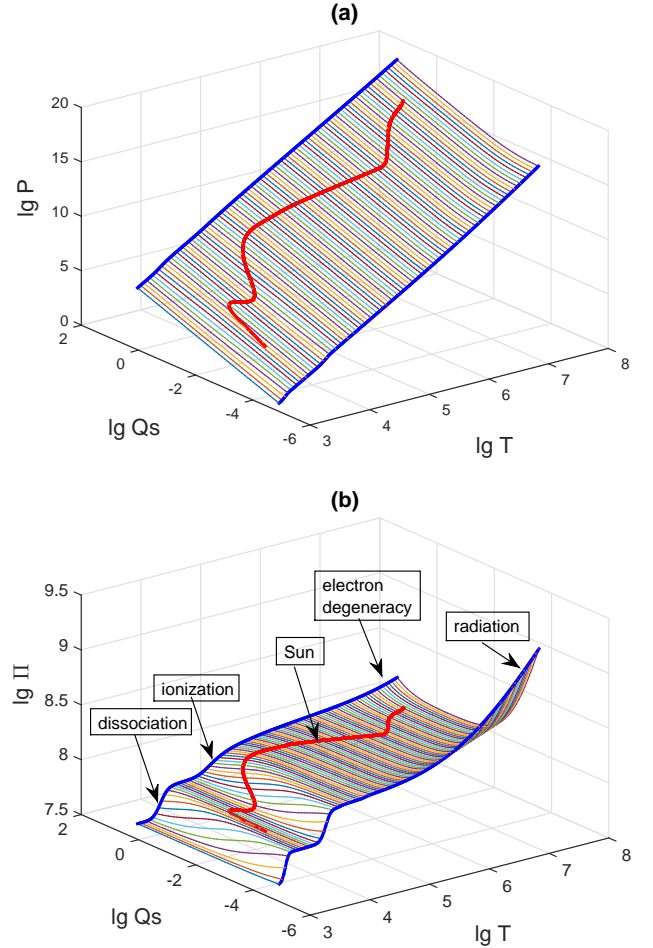 (a)
20
15
10
5
0
lg P
2
0
-2
-4
-6
lg Qs
3
4
5
6
7
8
lg T
(b)
9.5
9
8.5
8
7.5
lg Π
electron
degeneracy
radiation
Sun
ionization
dissociation
2
0
-2
-4
-6
lg Qs
3
4
5
6
7
8
lg T